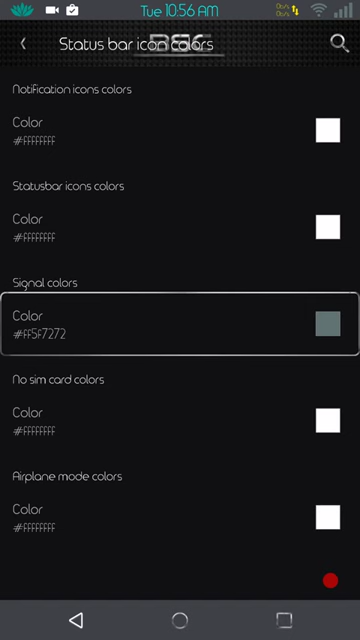 Tue 10:56 AM
Status bar icon colors
Notification icons colors
Color
#ffffffff
Statusbar icons colors
Color
#ffffffff
Signal colors
Color
#ff5f7272
No sim card colors
Color
#ffffffff
Airplane mode colors
Color
#ffffffff